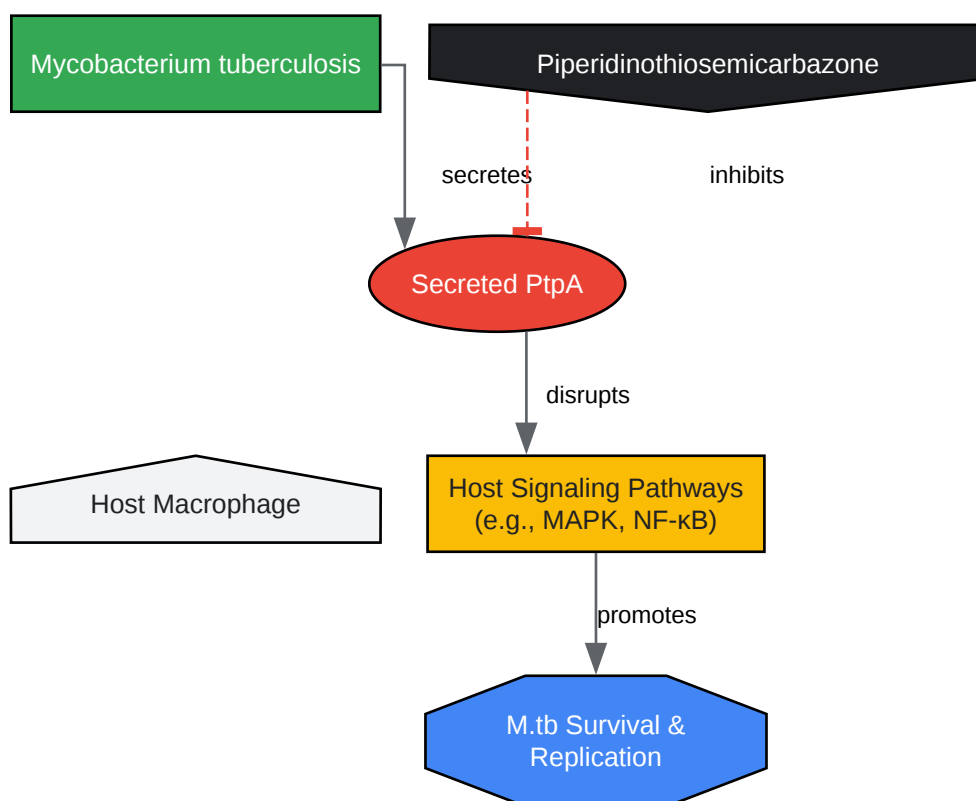 Mycobacterium tuberculosis
Piperidinothiosemicarbazone
secretes
inhibits
Secreted PtpA
disrupts
Host Macrophage
Host Signaling Pathways
(e.g., MAPK, NF-κB)
promotes
M.tb Survival &
Replication